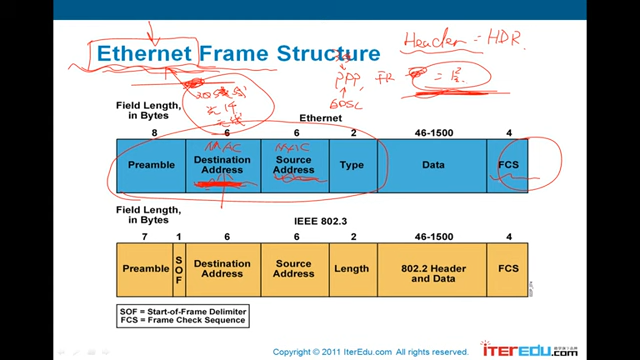 Ethernet Frame Structure
Header = HDR.
PPP, FR
MAC MAC
Field Length, in Bytes
Ethernet
8 6 6 2 46-1500 4
Preamble
Destination Address
Source Address
Type
Data
FCS
Field Length, in Bytes
IEEE 802.3
7 1 6 6 2 46-1500 4
Preamble
SOF
Destination Address
Source Address
Length
802.2 Header and Data
FCS
SOF = Start-of-Frame Delimiter
FCS = Frame Check Sequence
Copyright © 2011 IterEdu.com All rights reserved.
iTEREDU.com